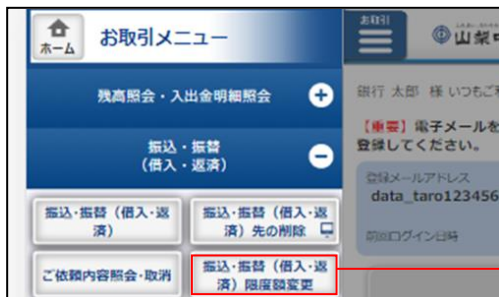 ホーム
お取引メニュー
お取引
山梨中
残高照会・入出金明細照会
銀行 太郎 様 いつもご利
【重要】電子メールを
登録してください。
振込・振替
(借入・返済)
登録メールアドレス
data_taro123456
前回ログイン日時
振込・振替(借入・返
済)
振込・振替(借入・返
済)先の削除
ご依頼内容照会・取消
振込・振替(借入・返
済)限度額変更